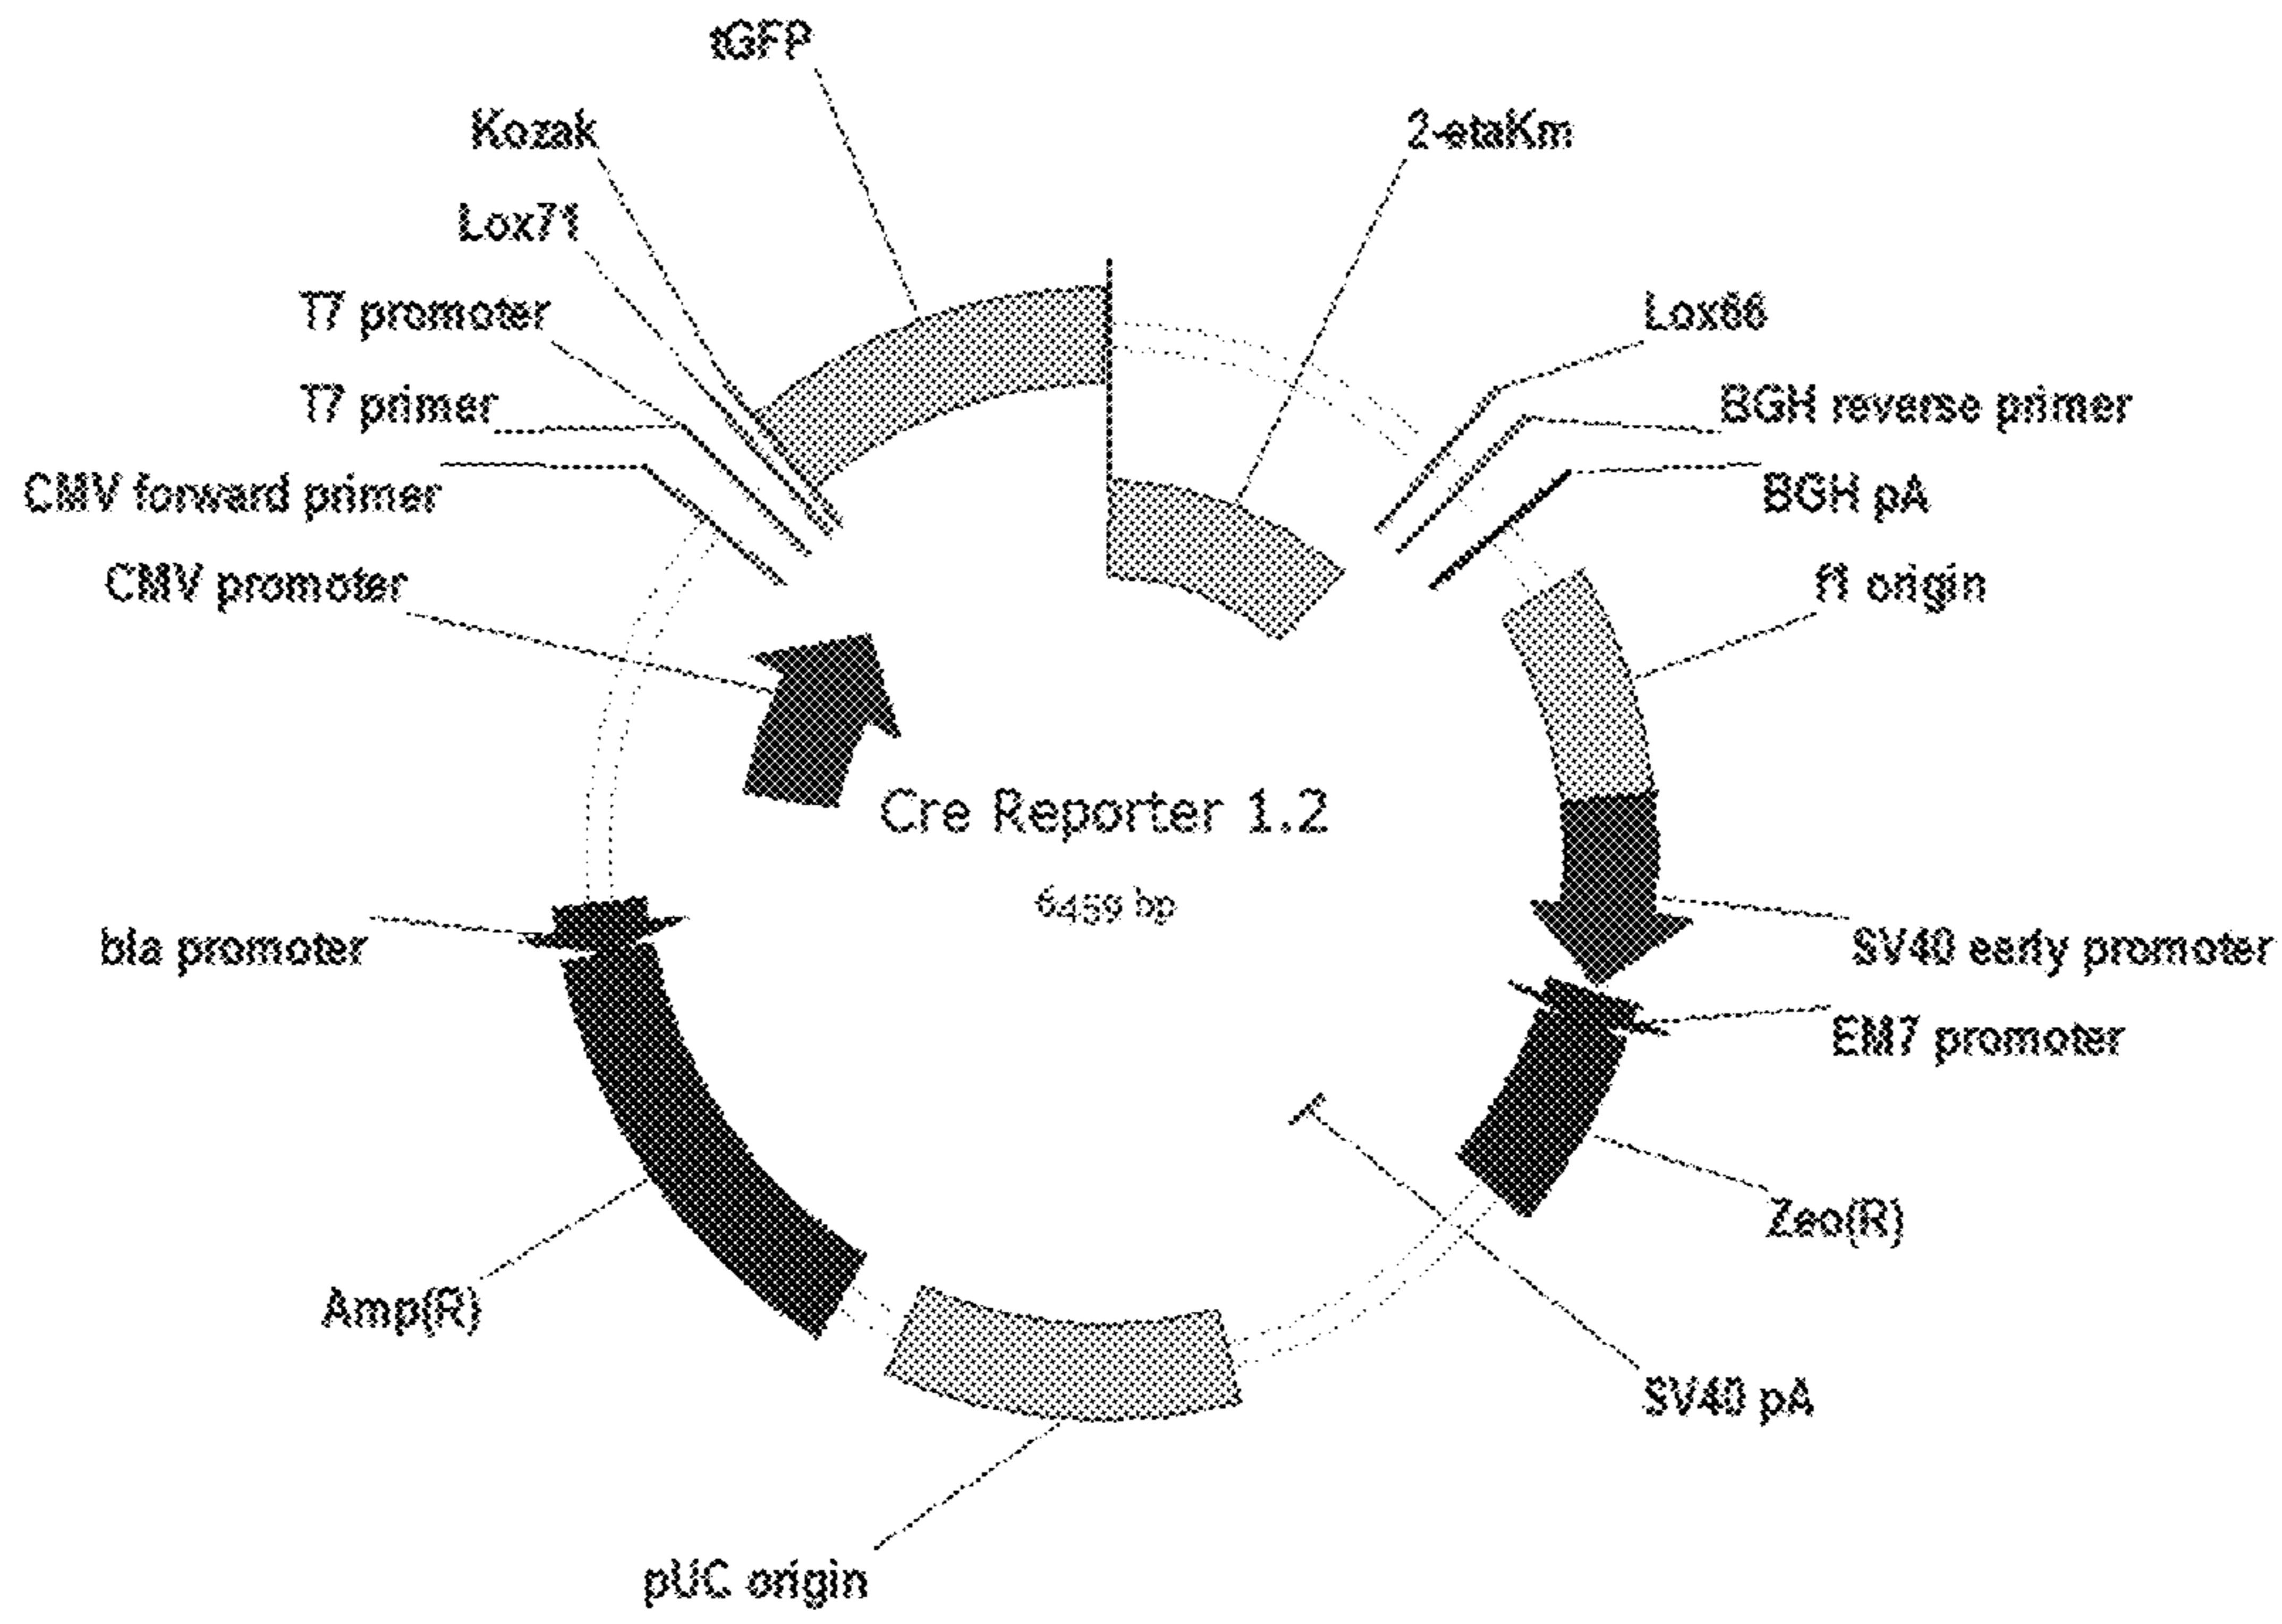 tGFP
Kozak
2-etaKm
Lox71
T7 promoter
Lox66
T7 primer
BGH reverse primer
CMV forward primer
BGH pA
CMV promoter
f1 origin
Cre Reporter 1.2
6459 bp
bla promoter
SV40 early promoter
EM7 promoter
Zeo(R)
Amp(R)
SV40 pA
pUC origin